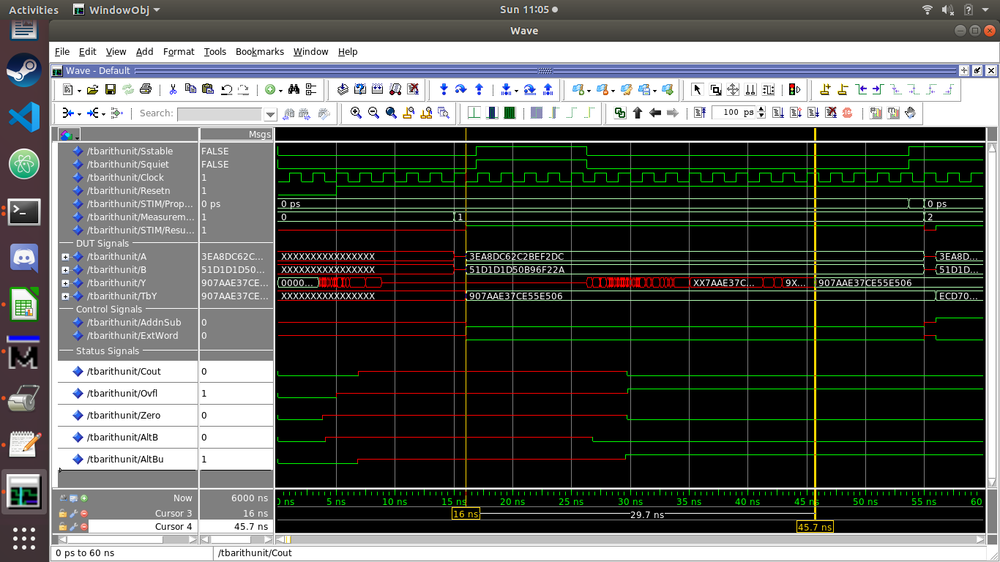 Activities WindowObj Sun 11:05
Wave
File Edit View Add Format Tools Bookmarks Window Help
Wave - Default
Search: 100 ps
Msgs
/tbarithunit/Sstable FALSE
/tbarithunit/Squiet FALSE
/tbarithunit/Clock 1
/tbarithunit/Resetn 1
/tbarithunit/STIM/Prop... 0 ps 0 ps 0 ps
/tbarithunit/Measurem... 1 0 1 2
/tbarithunit/STIM/Resu... 1
DUT Signals
/tbarithunit/A 3EA8DC62C... XXXXXXXXXXXXXXXX 3EA8DC62C2BEF2DC 3EA8D...
/tbarithunit/B 51D1D1D50... XXXXXXXXXXXXXXXX 51D1D1D50B96F22A 51D1D...
/tbarithunit/Y 907AAE37CE... 0000... XX7AAE37C... 9X... 907AAE37CE55E506
/tbarithunit/TbY 907AAE37CE... XXXXXXXXXXXXXXXX 907AAE37CE55E506 ECD70...
Control Signals
/tbarithunit/AddnSub 0
/tbarithunit/ExtWord 0
Status Signals
/tbarithunit/Cout 0
/tbarithunit/Ovfl 1
/tbarithunit/Zero 0
/tbarithunit/AltB 0
/tbarithunit/AltBu 1
Now 6000 ns 0 ns 5 ns 10 ns 15 ns 20 ns 25 ns 30 ns 35 ns 40 ns 45 ns 50 ns 55 ns 60
Cursor 3 16 ns 16 ns 29.7 ns
Cursor 4 45.7 ns 45.7 ns
0 ps to 60 ns /tbarithunit/Cout